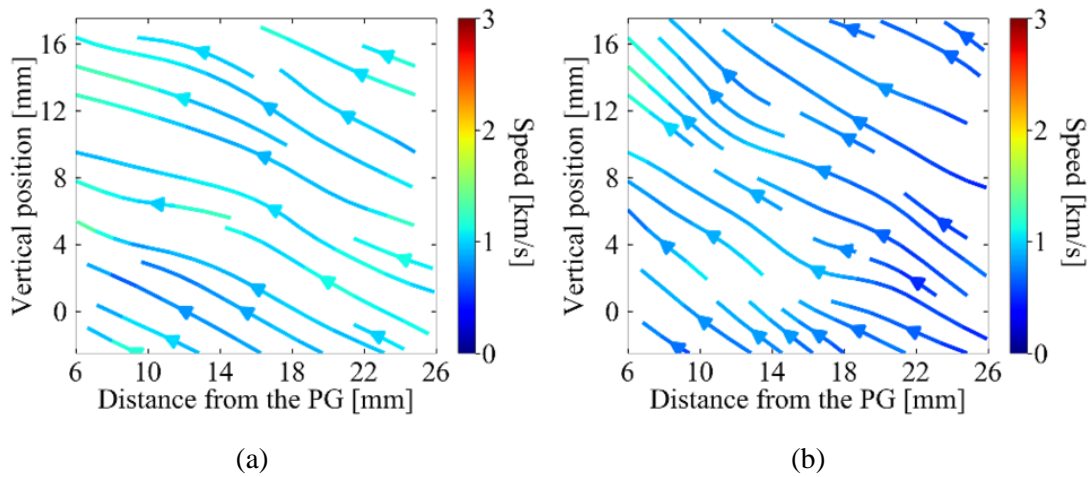 16
12
8
4
0
Vertical position [mm]
6 10 14 18 22 26
Distance from the PG [mm]
3
2
1
0
Speed [km/s]
(a)
16
12
8
4
0
Vertical position [mm]
6 10 14 18 22 26
Distance from the PG [mm]
3
2
1
0
Speed [km/s]
(b)